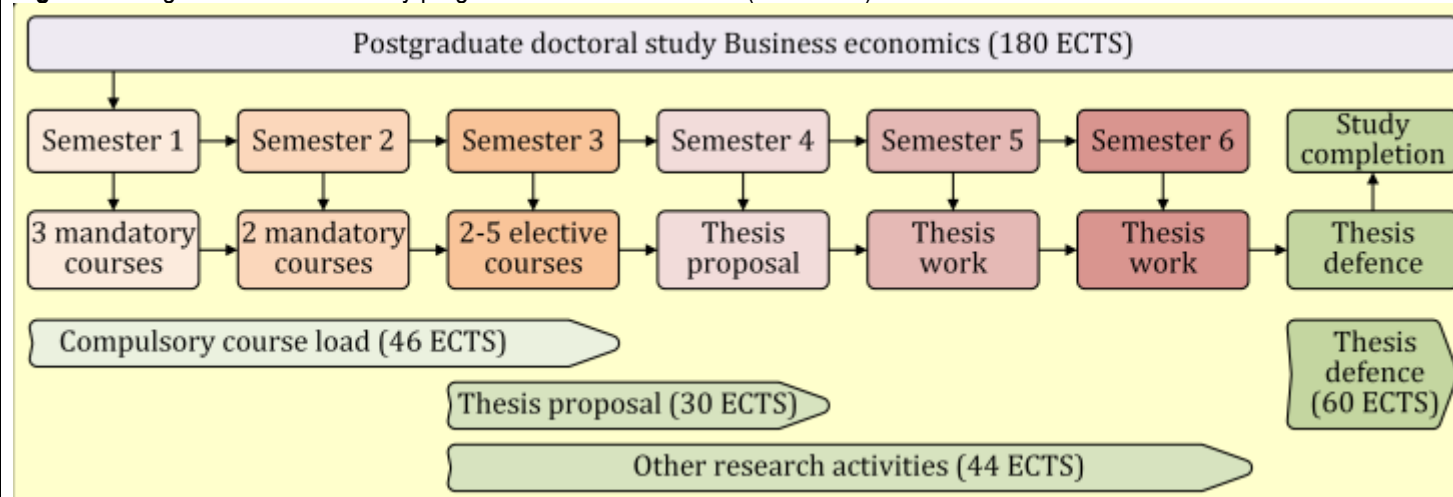 Postgraduate doctoral study Business economics (180 ECTS)
Semester 1
Semester 2
Semester 3
Semester 4
Semester 5
Semester 6
Study
completion
3 mandatory
courses
2 mandatory
courses
2-5 elective
courses
Thesis
proposal
Thesis
work
Thesis
work
Thesis
defence
Compulsory course load (46 ECTS)
Thesis
defence
(60 ECTS)
Thesis proposal (30 ECTS)
Other research activities (44 ECTS)